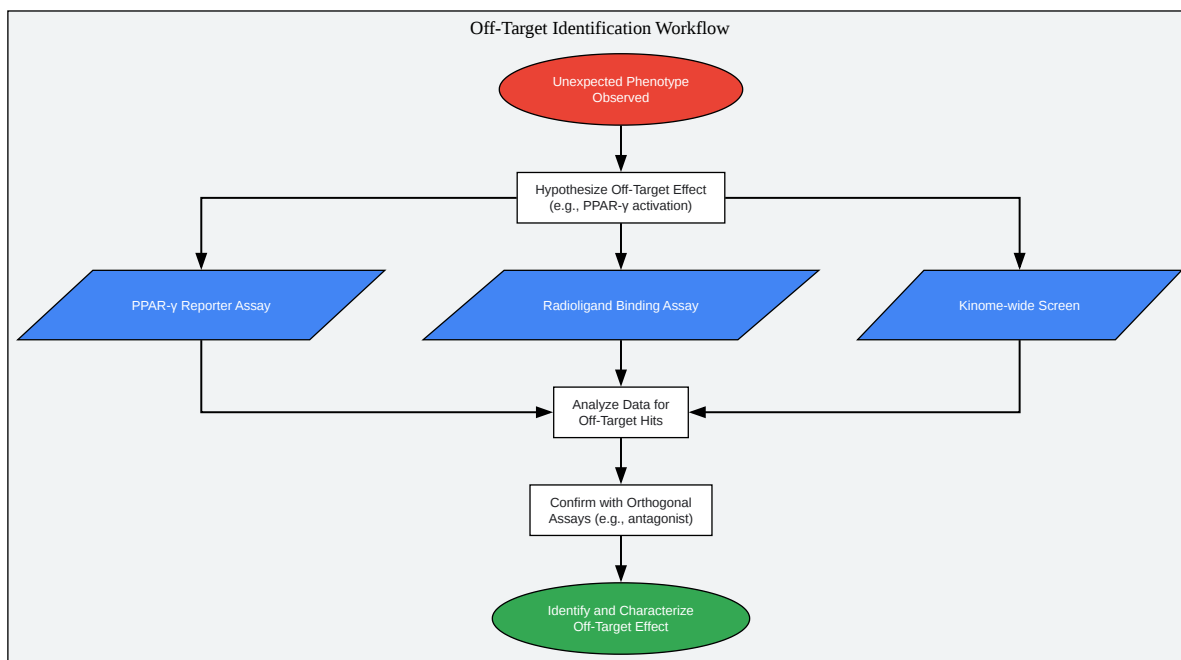 Off-Target Identification Workflow
Unexpected Phenotype
Observed
Hypothesize Off-Target Effect
(e.g., PPAR-γ activation)
PPAR-γ Reporter Assay
Radioligand Binding Assay
Kinome-wide Screen
Analyze Data for
Off-Target Hits
Confirm with Orthogonal
Assays (e.g., antagonist)
Identify and Characterize
Off-Target Effect